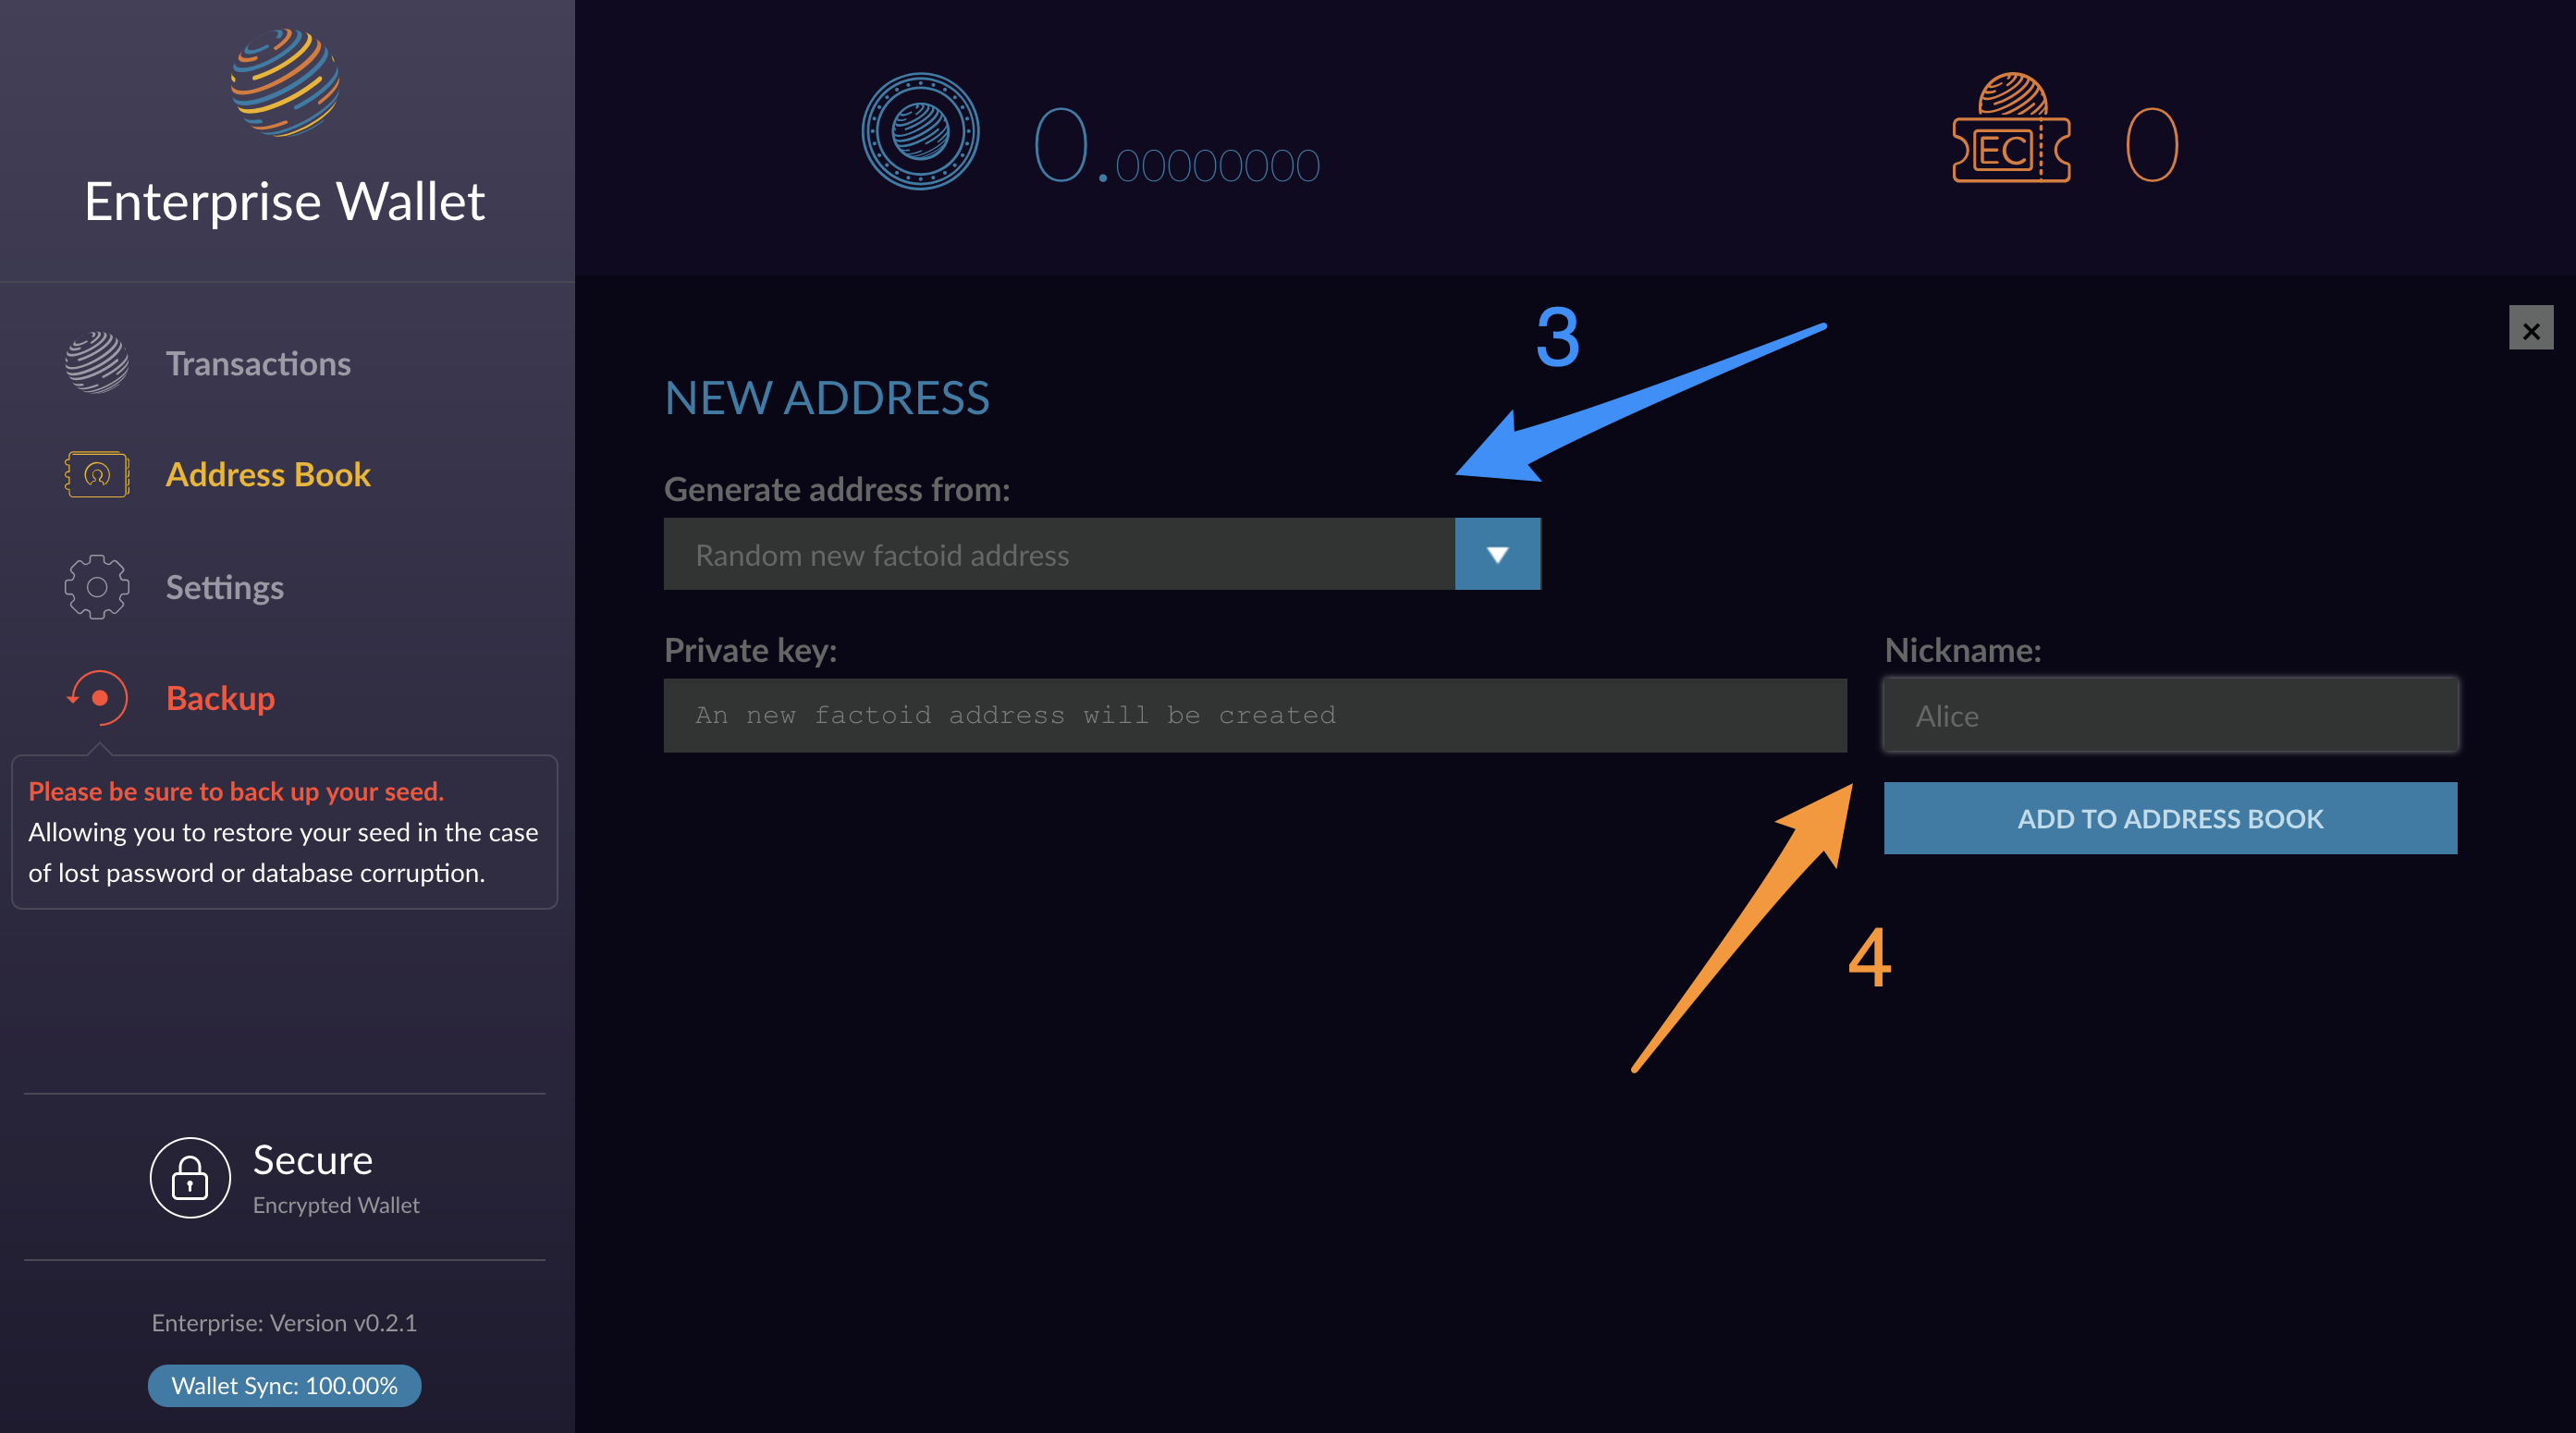 Enterprise Wallet
Transactions
Address Book
Settings
Backup
Please be sure to back up your seed.
Allowing you to restore your seed in the case
of lost password or database corruption.
Secure
Encrypted Wallet
Enterprise: Version v0.2.1
Wallet Sync: 100.00%
0.00000000
EC
0
3
NEW ADDRESS
Generate address from:
Random new factoid address
Private key:
An new factoid address will be created
Nickname:
Alice
ADD TO ADDRESS BOOK
4